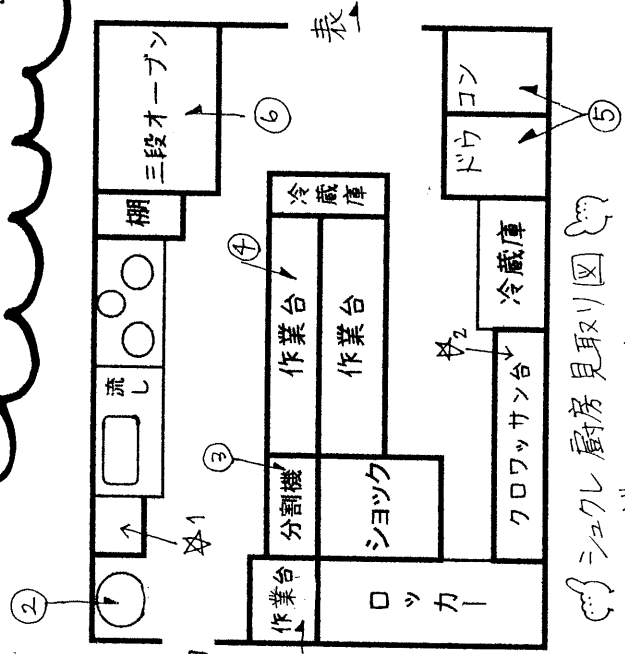 表
三段オーブン
⑥
コン
ドウ
⑤
棚
冷蔵庫
④
冷蔵庫
作業台
作業台
流し
☆2
③
分割機
ショック
クロワッサン台
☆1
②
作業台
ロッカー
シュクレ厨房見取り図